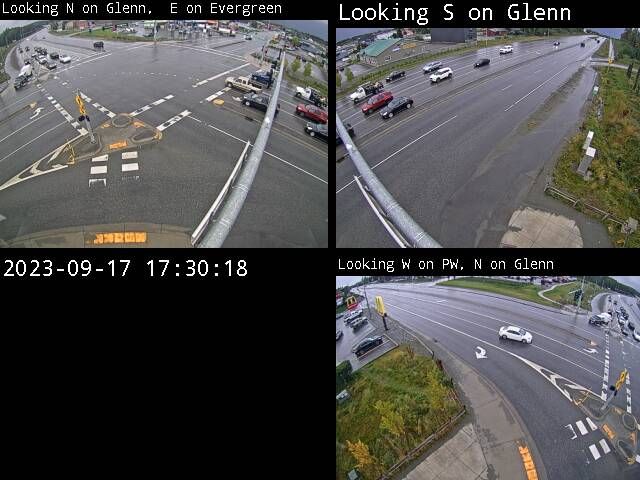 Looking N on Glenn,  E on Evergreen
Looking S on Glenn
2023-09-17 17:30:18
Looking W on PW, N on Glenn